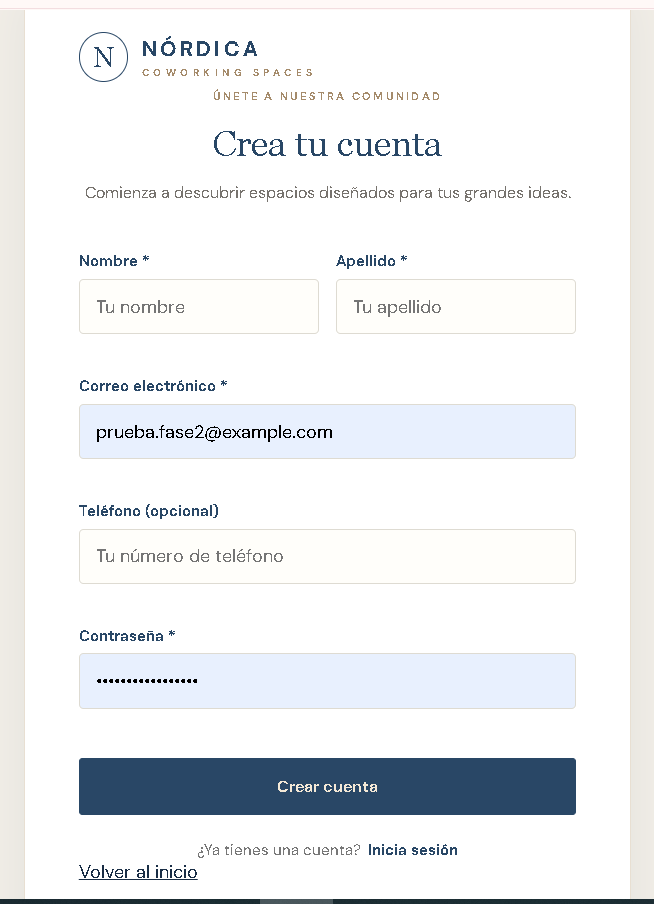 N
NÓRDICA
COWORKING SPACES
ÚNETE A NUESTRA COMUNIDAD
Crea tu cuenta
Comienza a descubrir espacios diseñados para tus grandes ideas.
Nombre * Apellido *
Tu nombre Tu apellido
Correo electrónico *
prueba.fase2@example.com
Teléfono (opcional)
Tu número de teléfono
Contraseña *
•••••••••••••••••
Crear cuenta
¿Ya tienes una cuenta? Inicia sesión
Volver al inicio